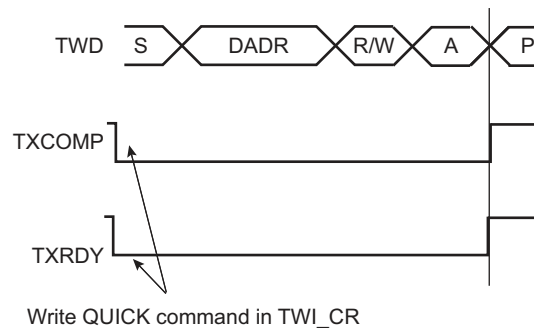 TWD S DADR R/W A P
TXCOMP
TXRDY
Write QUICK command in TWI_CR